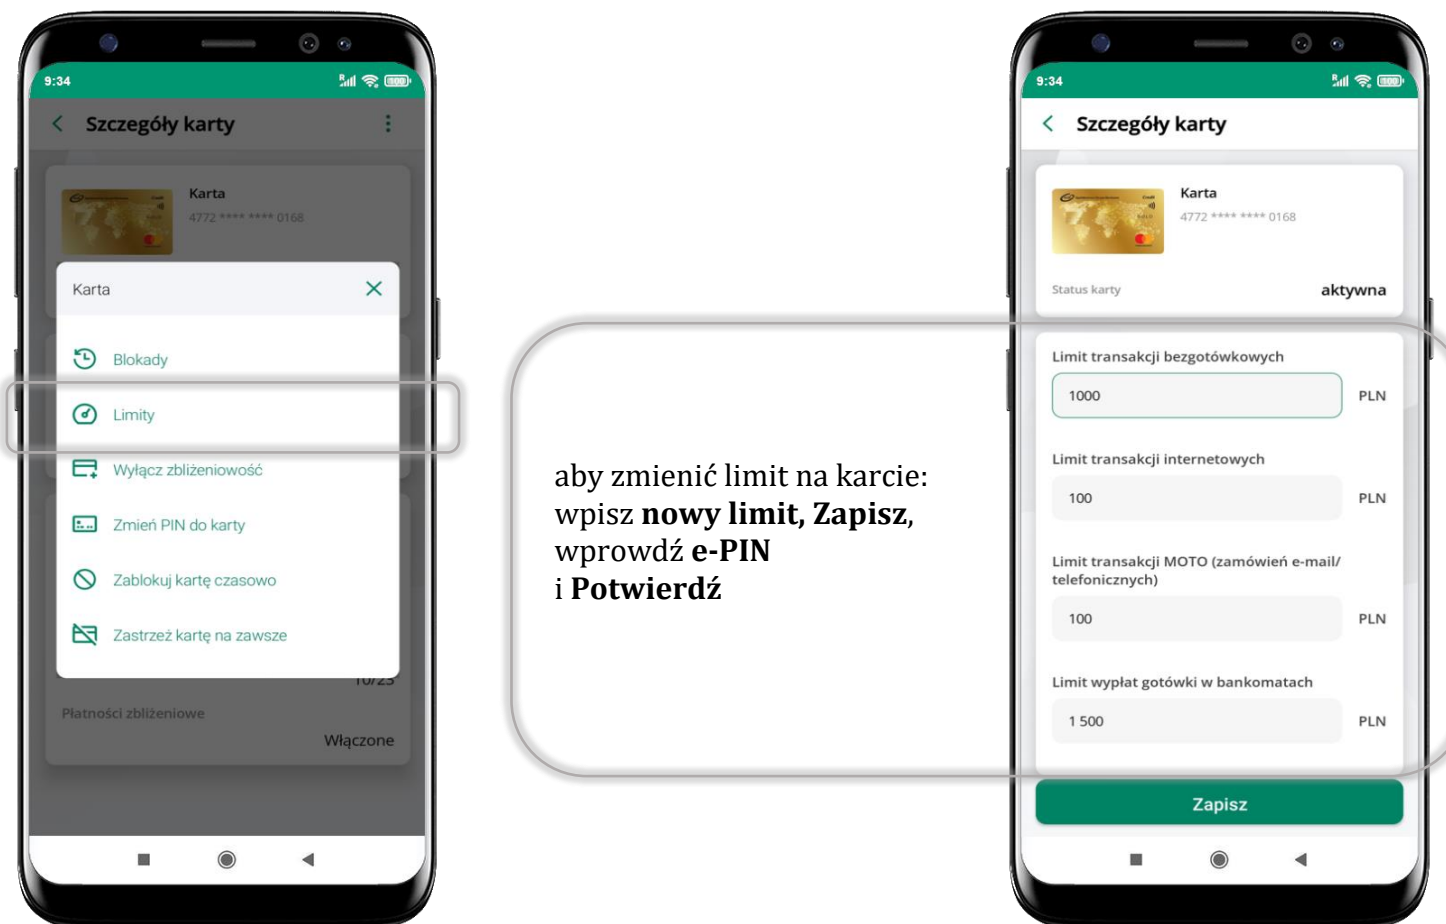 9:34
Szczegóły karty
Karta
4772 **** **** 0168
Karta
Blokady
Limity
Wyłącz zbliżeniowość
Zmień PIN do karty
Zablokuj kartę czasowo
Zastrzeż kartę na zawsze
10/23
Płatności zbliżeniowe
Włączone
aby zmienić limit na karcie:
wpisz nowy limit, Zapisz,
wprowdź e-PIN
i Potwierdź
9:34
Szczegóły karty
Karta
4772 **** **** 0168
Status karty
aktywna
Limit transakcji bezgotówkowych
1000 PLN
Limit transakcji internetowych
100 PLN
Limit transakcji MOTO (zamówień e-mail/
telefonicznych)
100 PLN
Limit wypłat gotówki w bankomatach
1 500 PLN
Zapisz